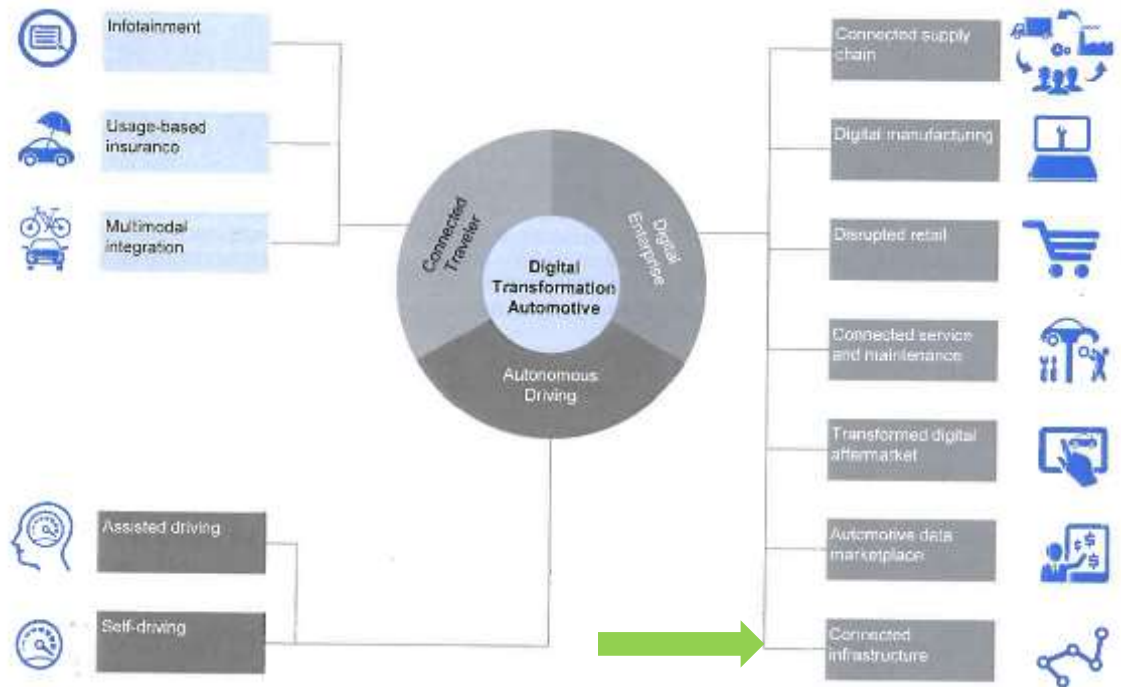 Infotainment
Usage-based
insurance
Multimodal
integration
Connected
Traveler
Digital
Enterprise
Digital
Transformation
Automotive
Autonomous
Driving
Assisted driving
Self-driving
Connected supply
chain
Digital manufacturing
Disrupted retail
Connected service
and maintenance
Transformed digital
aftermarket
Automotive data
marketplace
$ $
$
Connected
infrastructure